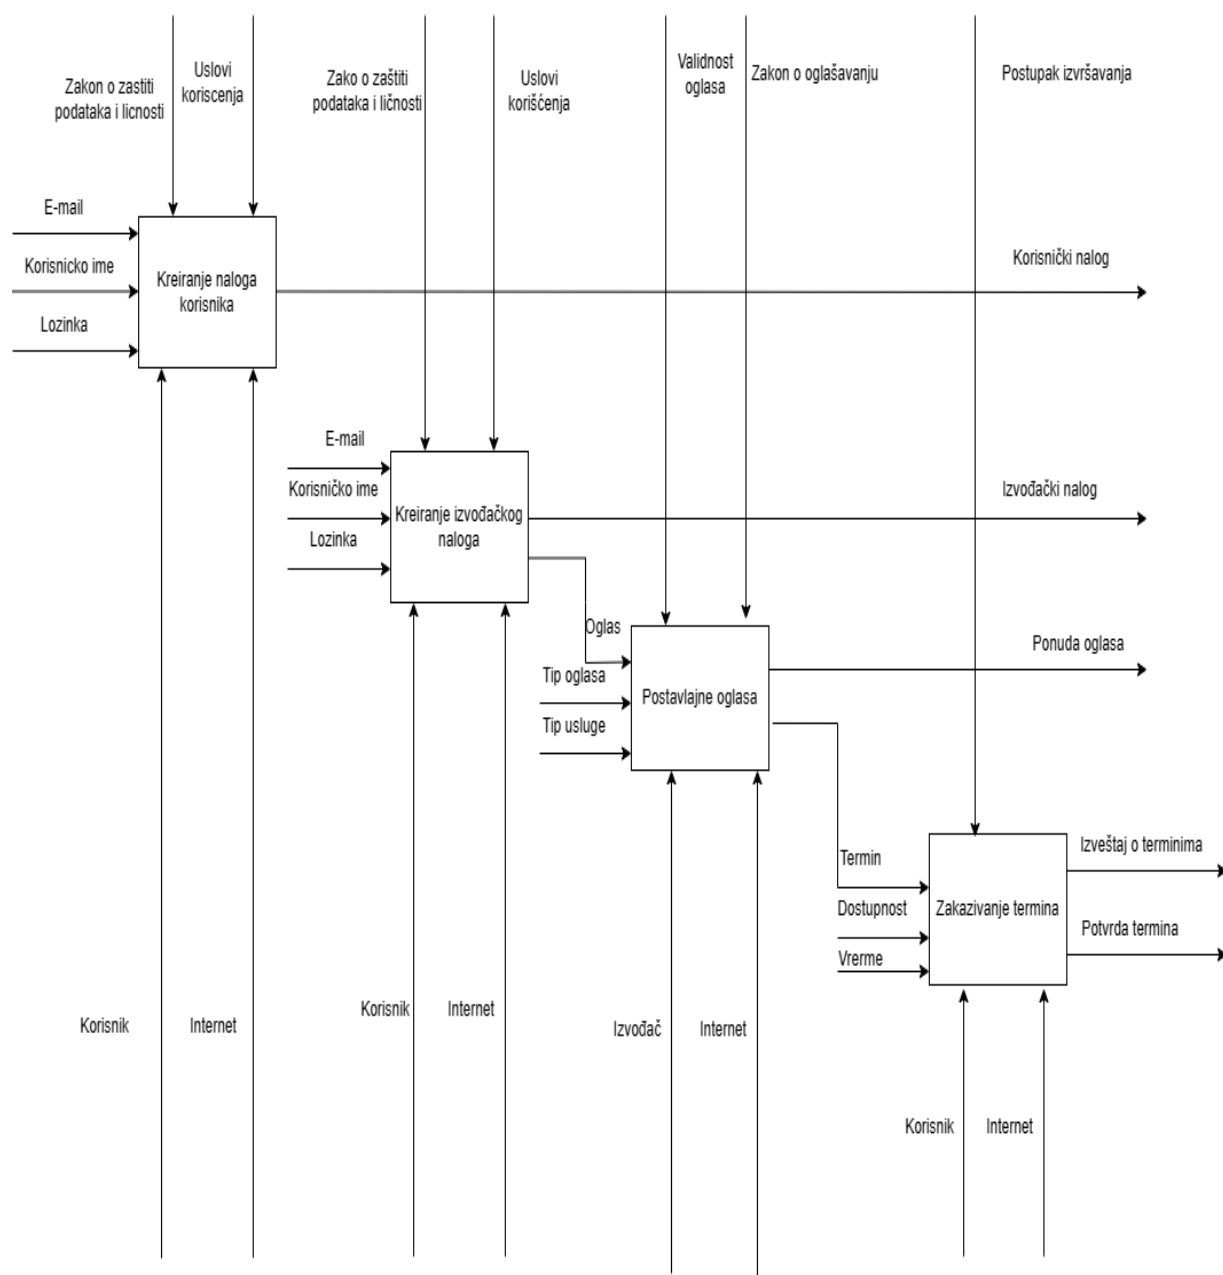 Zakon o zastiti
podataka i licnosti
Uslovi
koriscenja
Zako o zaštiti
podataka i ličnosti
Uslovi
korišćenja
Validnost
oglasa
Zakon o oglašavanju
Postupak izvršavanja
E-mail
Korisnicko ime
Lozinka
Kreiranje naloga
korisnika
Korisnički nalog
E-mail
Korisničko ime
Lozinka
Kreiranje izvođačkog
naloga
Izvođački nalog
Oglas
Tip oglasa
Tip usluge
Postavlajne oglasa
Ponuda oglasa
Termin
Dostupnost
Vrerme
Zakazivanje termina
Izveštaj o terminima
Potvrda termina
Korisnik
Internet
Korisnik
Internet
Izvođač
Internet
Korisnik
Internet